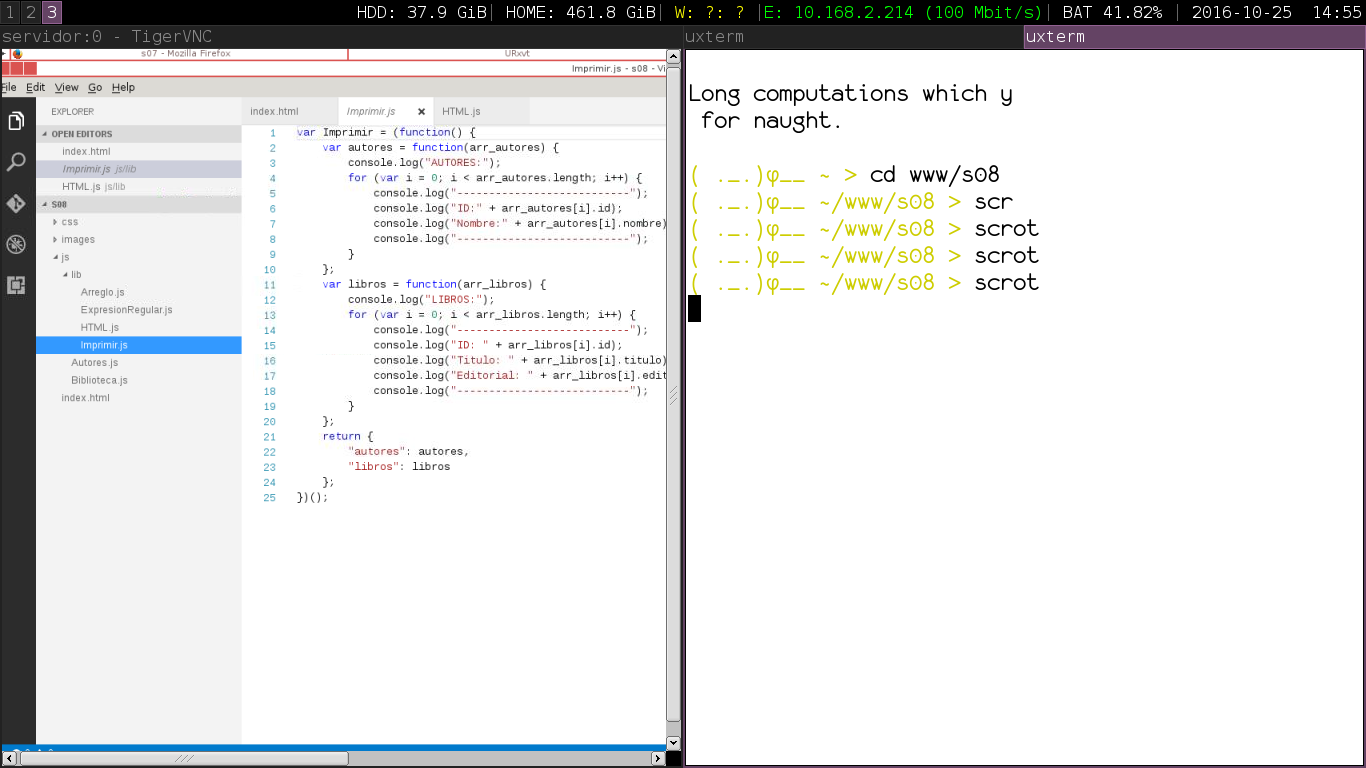 1 2 3 HDD: 37.9 GiB| HOME: 461.8 GiB| W: ?: ? |E: 10.168.2.214 (100 Mbit/s)| BAT 41.82% | 2016-10-25 14:55
servidor:0 - TigerVNC
uxterm
uxterm
s07 - Mozilla Firefox
URxvt
Imprimir.js - s08 - Vi
File Edit View Go Help
EXPLORER
OPEN EDITORS
index.html
Imprimir.js js/lib
HTML.js js/lib
S08
css
images
js
lib
Arreglo.js
ExpresionRegular.js
HTML.js
Imprimir.js
Autores.js
Biblioteca.js
index.html
index.html Imprimir.js × HTML.js
1 var Imprimir = (function() {
2 var autores = function(arr_autores) {
3 console.log("AUTORES:");
4 for (var i = 0; i < arr_autores.length; i++) {
5 console.log("---------------------------");
6 console.log("ID:" + arr_autores[i].id);
7 console.log("Nombre:" + arr_autores[i].nombre)
8 console.log("---------------------------");
9 }
10 };
11 var libros = function(arr_libros) {
12 console.log("LIBROS:");
13 for (var i = 0; i < arr_libros.length; i++) {
14 console.log("---------------------------");
15 console.log("ID: " + arr_libros[i].id);
16 console.log("Titulo: " + arr_libros[i].titulo)
17 console.log("Editorial: " + arr_libros[i].edit
18 console.log("---------------------------");
19 }
20 };
21 return {
22 "autores": autores,
23 "libros": libros
24 };
25 })();
Long computations which y
for naught.
( ._.)φ__ ~ > cd www/s08
( ._.)φ__ ~/www/s08 > scr
( ._.)φ__ ~/www/s08 > scrot
( ._.)φ__ ~/www/s08 > scrot
( ._.)φ__ ~/www/s08 > scrot